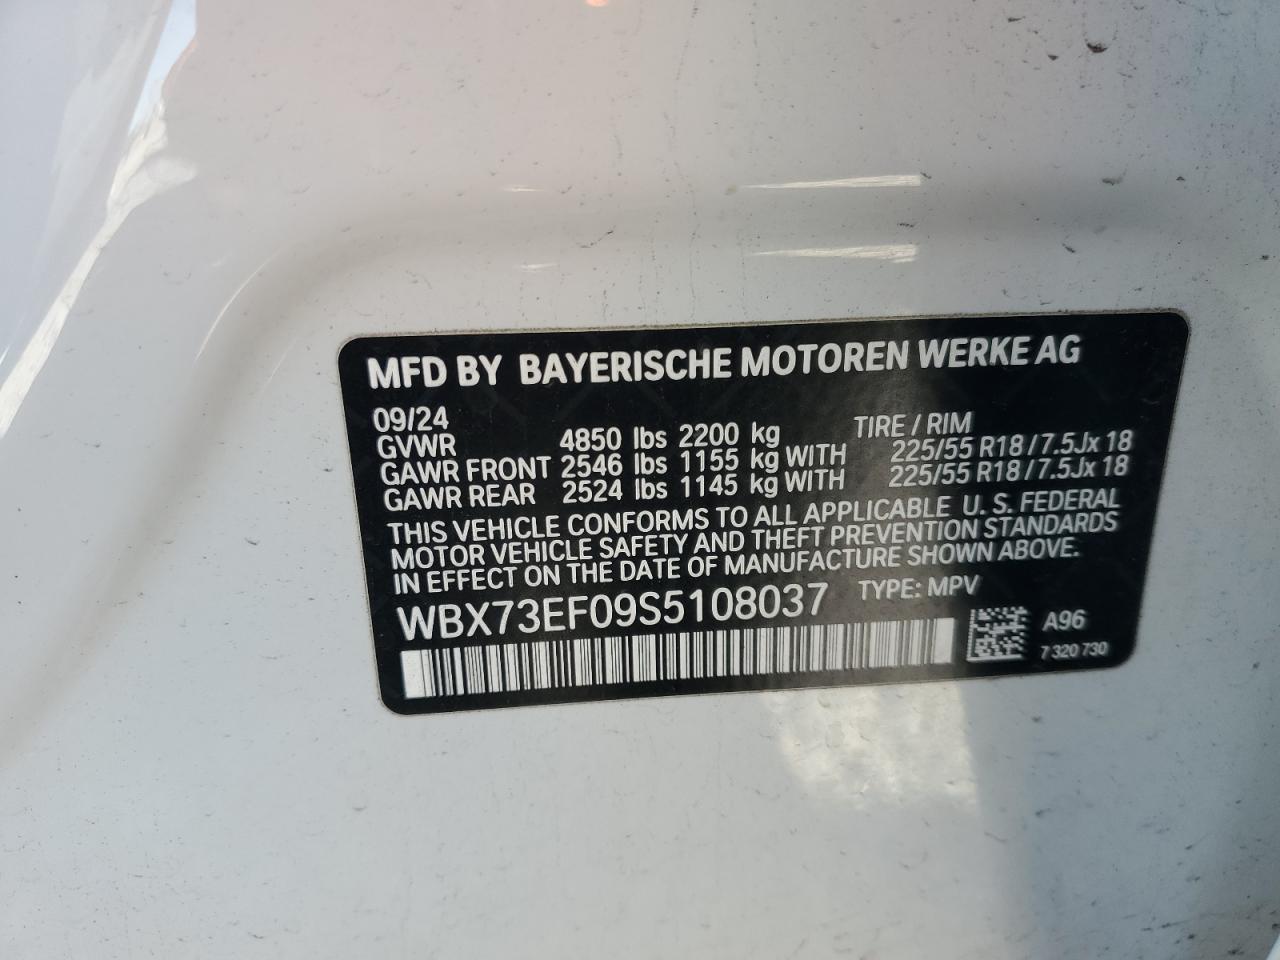 MFD BY BAYERISCHE MOTOREN WERKE AG
09/24
GVWR 4850 lbs 2200 kg TIRE / RIM
GAWR FRONT 2546 lbs 1155 kg WITH 225/55 R18 / 7.5Jx 18
GAWR REAR 2524 lbs 1145 kg WITH 225/55 R18 / 7.5Jx 18
THIS VEHICLE CONFORMS TO ALL APPLICABLE U. S. FEDERAL
MOTOR VEHICLE SAFETY AND THEFT PREVENTION STANDARDS
IN EFFECT ON THE DATE OF MANUFACTURE SHOWN ABOVE.
WBX73EF09S5108037 TYPE: MPV
A96
7 320 730